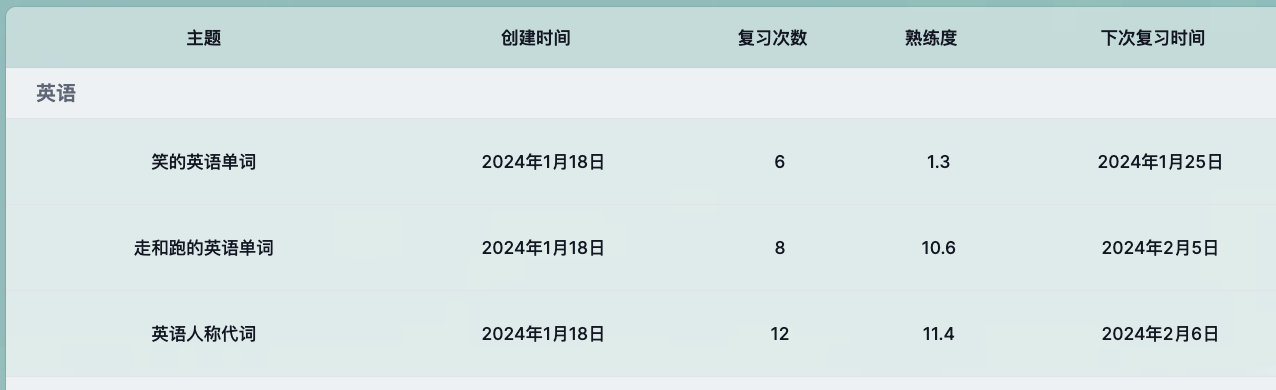 主题 创建时间 复习次数 熟练度 下次复习时间
英语
笑的英语单词 2024年1月18日 6 1.3 2024年1月25日
走和跑的英语单词 2024年1月18日 8 10.6 2024年2月5日
英语人称代词 2024年1月18日 12 11.4 2024年2月6日